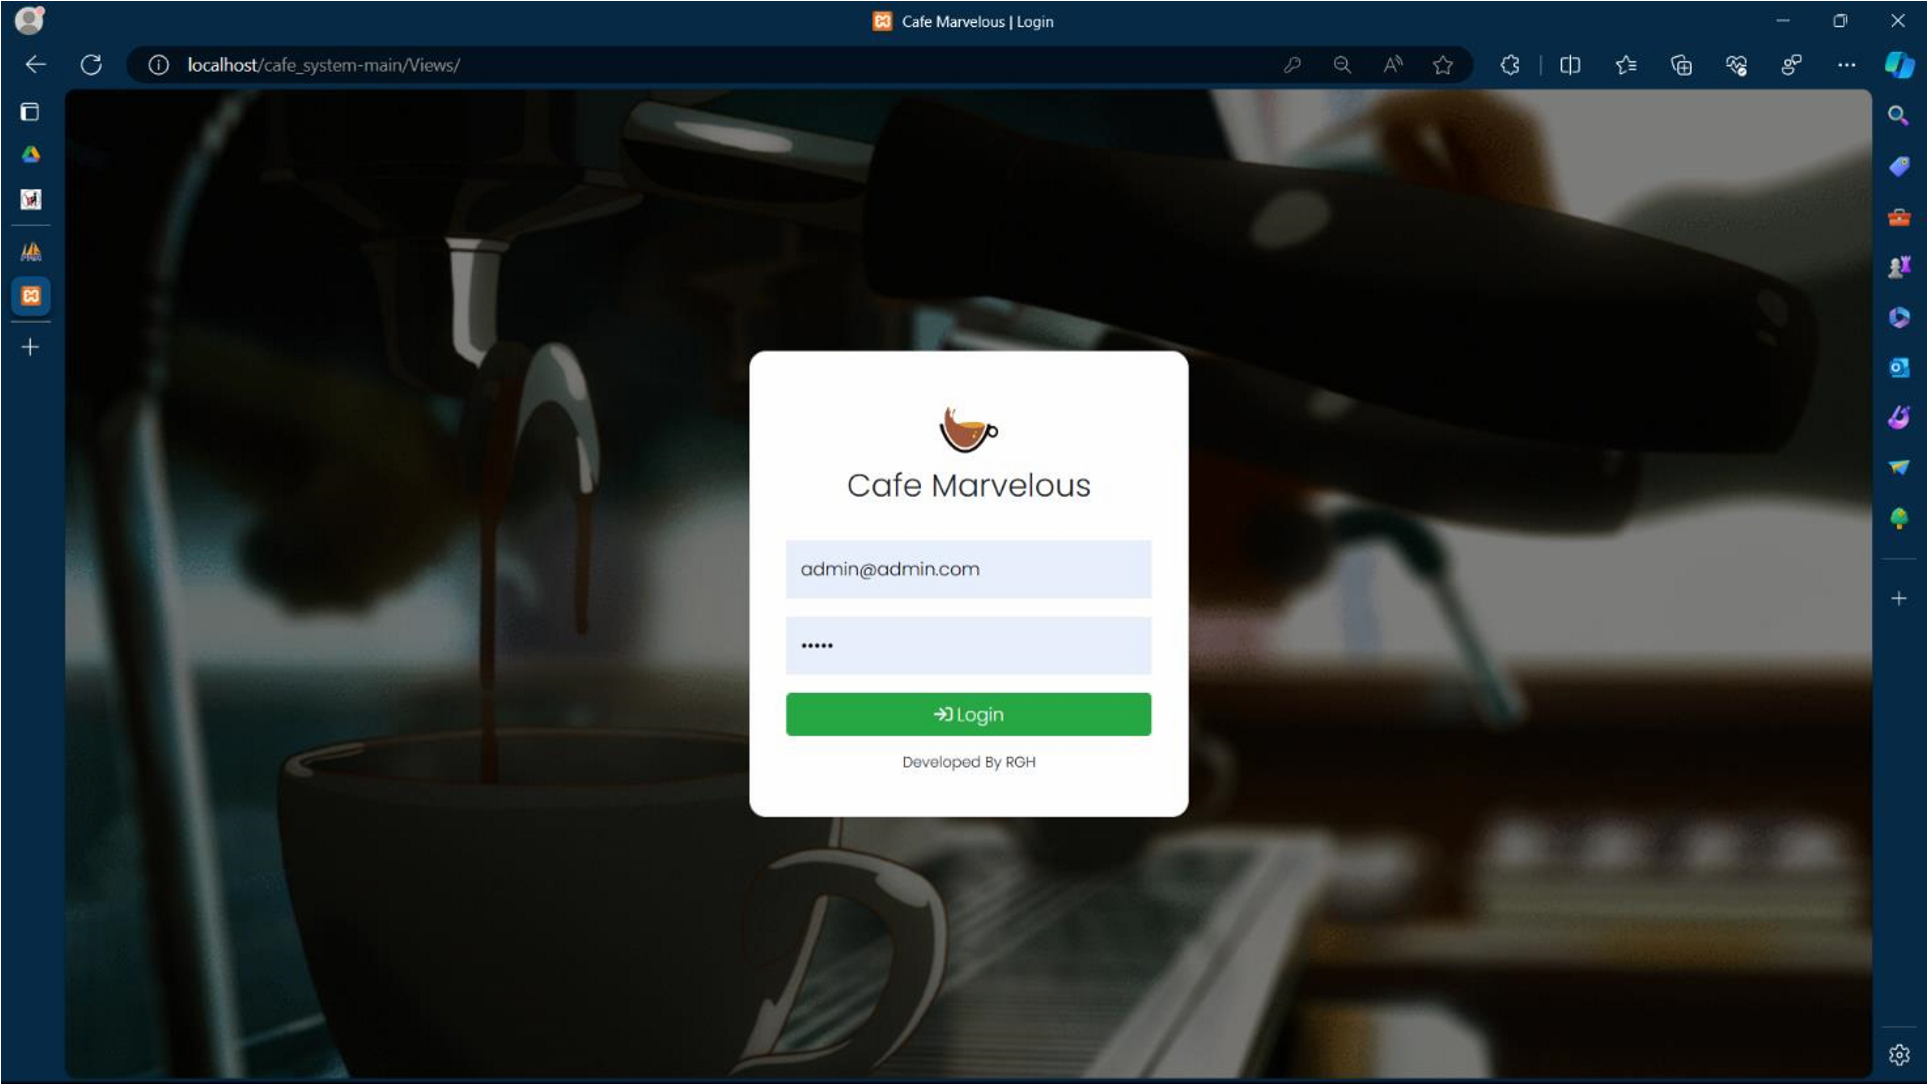 Cafe Marvelous | Login
localhost/cafe_system-main/Views/
Cafe Marvelous
admin@admin.com
•••••
Login
Developed By RGH